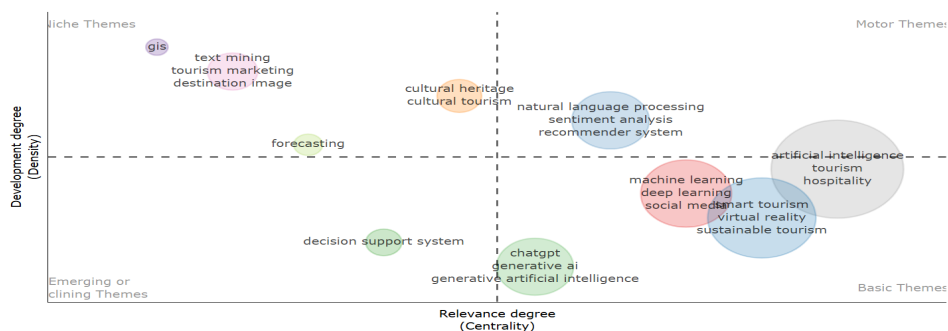 Niche Themes
Motor Themes
gis
text mining
tourism marketing
destination image
cultural heritage
cultural tourism
natural language processing
sentiment analysis
recommender system
forecasting
artificial intelligence
tourism
hospitality
machine learning
deep learning
social media
smart tourism
virtual reality
sustainable tourism
decision support system
chatgpt
generative ai
generative artificial intelligence
Emerging or
clining Themes
Basic Themes
Development degree
(Density)
Relevance degree
(Centrality)